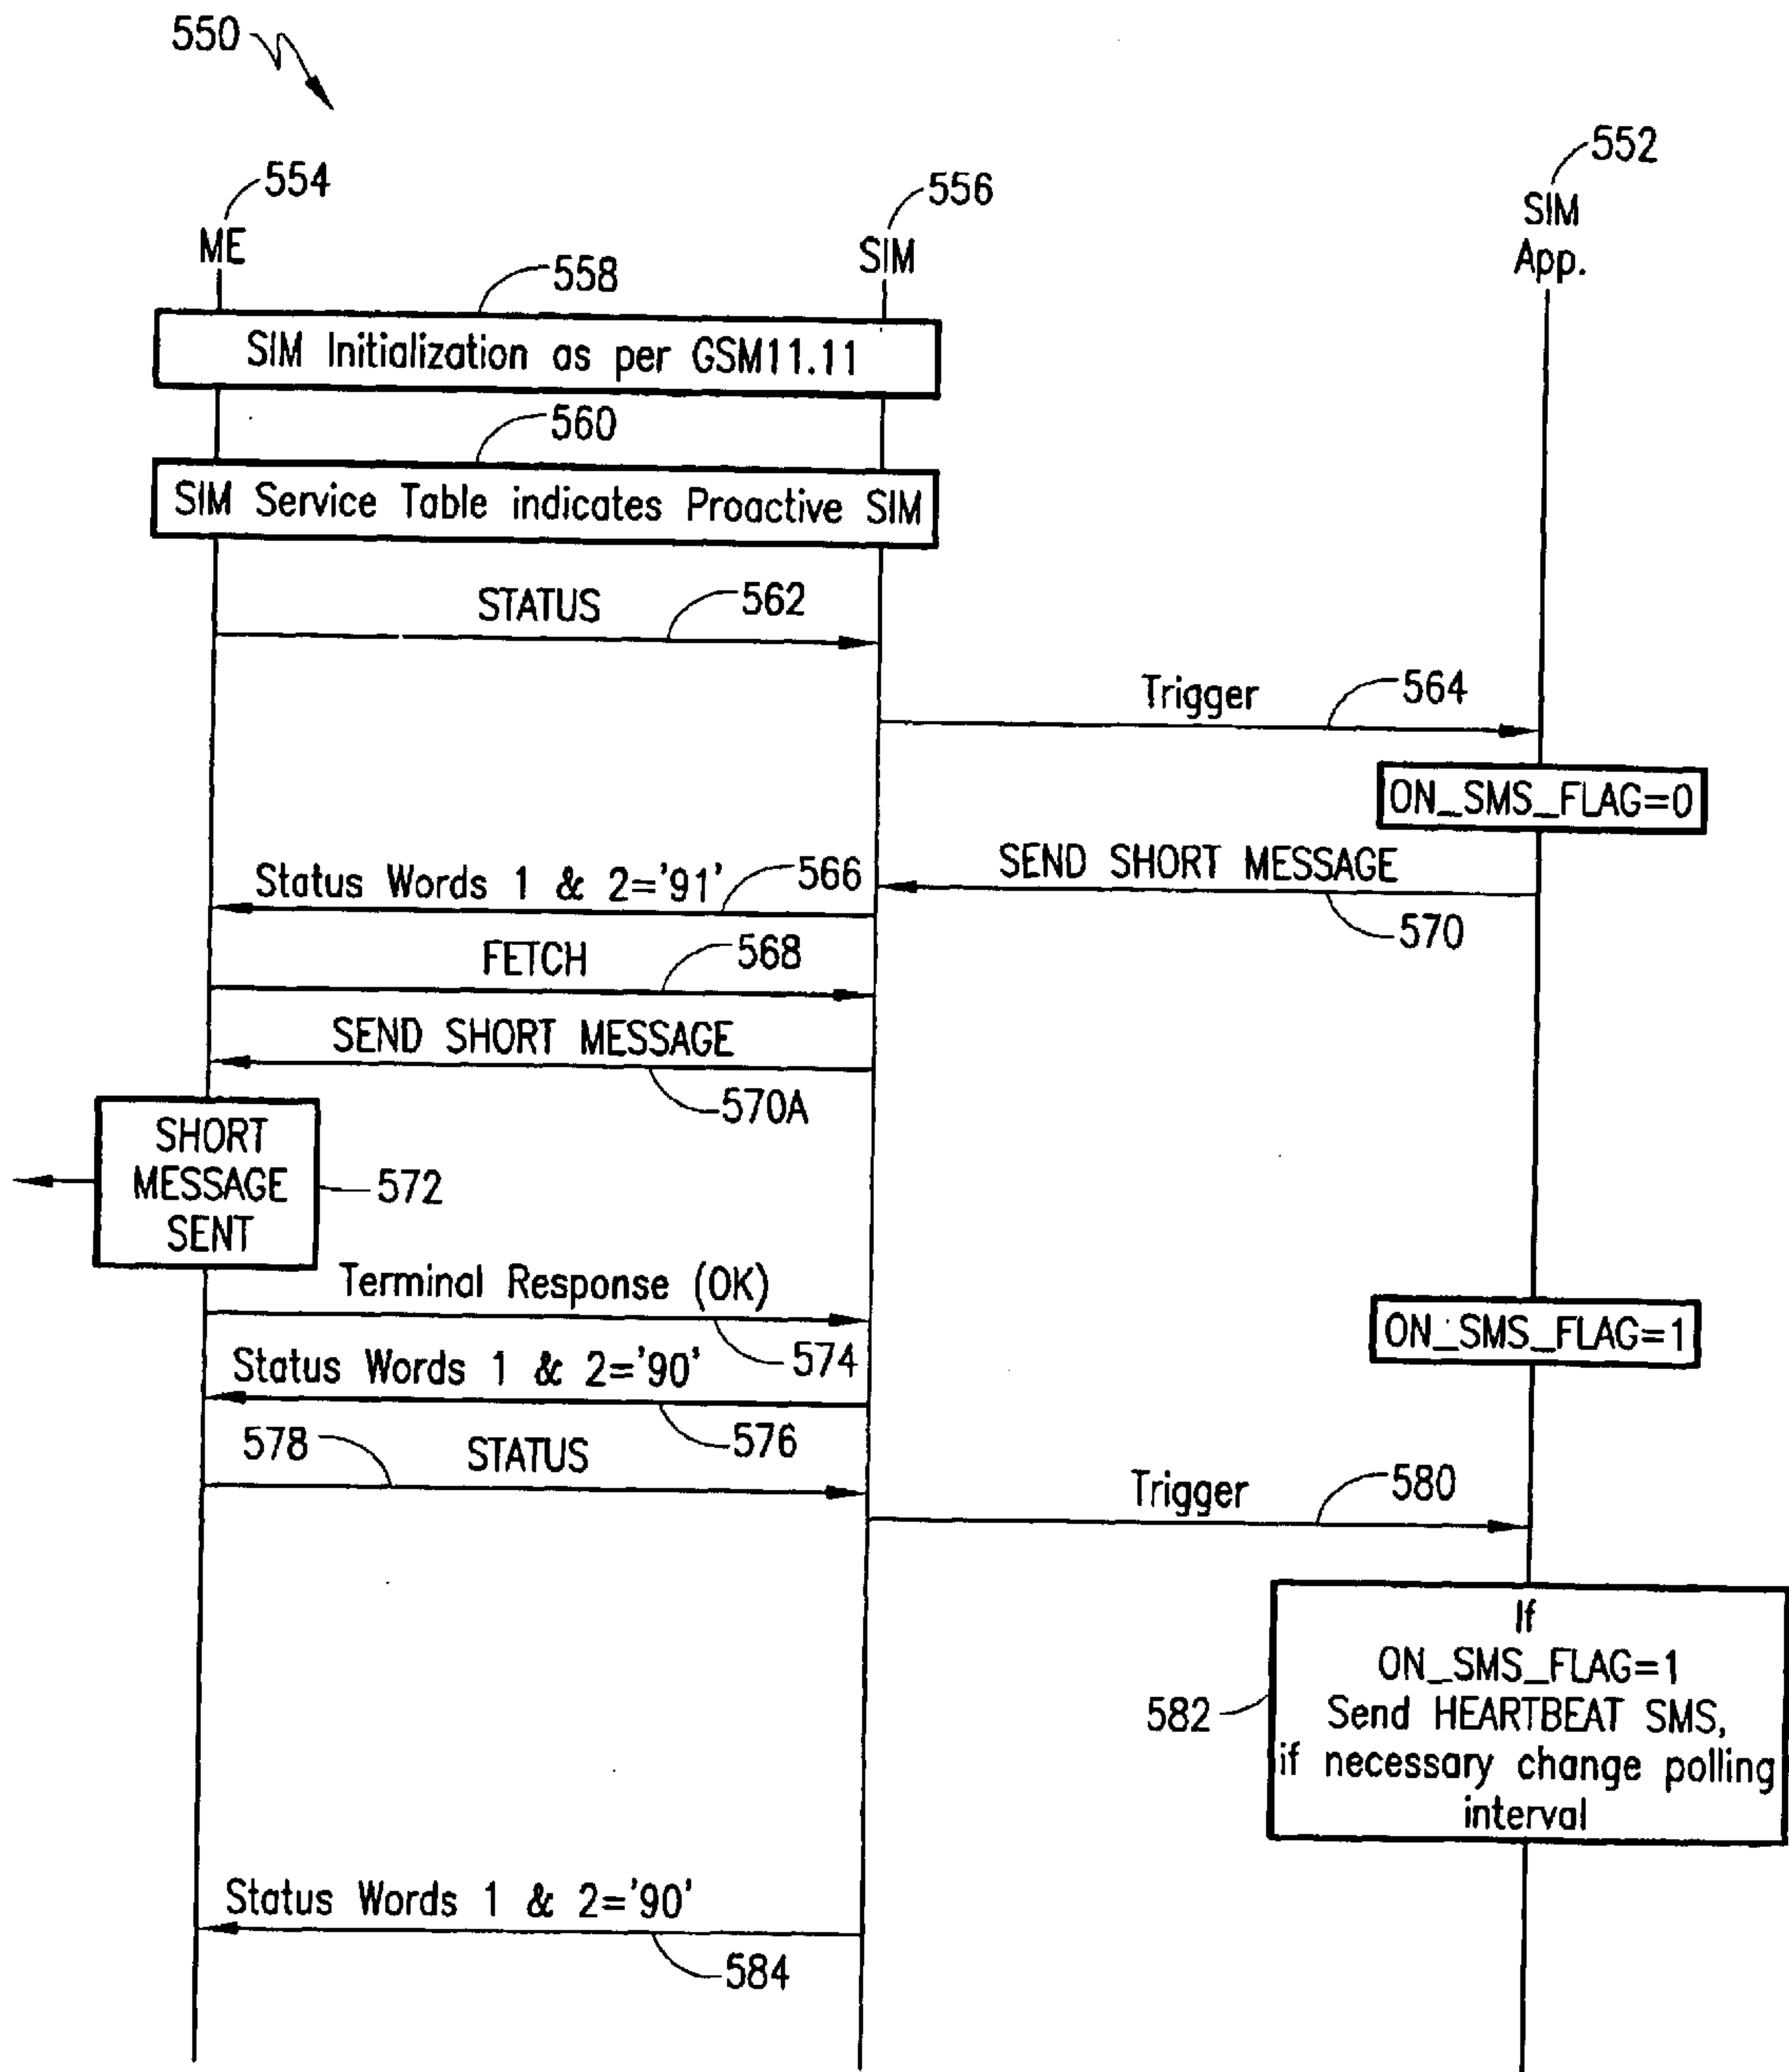 550
552
554
556
SIM
App.
ME
SIM
558
SIM Initialization as per GSM11.11
560
SIM Service Table indicates Proactive SIM
STATUS 562
Trigger 564
ON_SMS_FLAG=0
SEND SHORT MESSAGE
570
Status Words 1 & 2='91' 566
FETCH 568
SEND SHORT MESSAGE
570A
SHORT
MESSAGE
SENT
572
Terminal Response (OK)
574
ON_SMS_FLAG=1
Status Words 1 & 2='90'
576
578 STATUS
Trigger 580
If
ON_SMS_FLAG=1
Send HEARTBEAT SMS,
if necessary change polling
interval
582
Status Words 1 & 2='90'
584